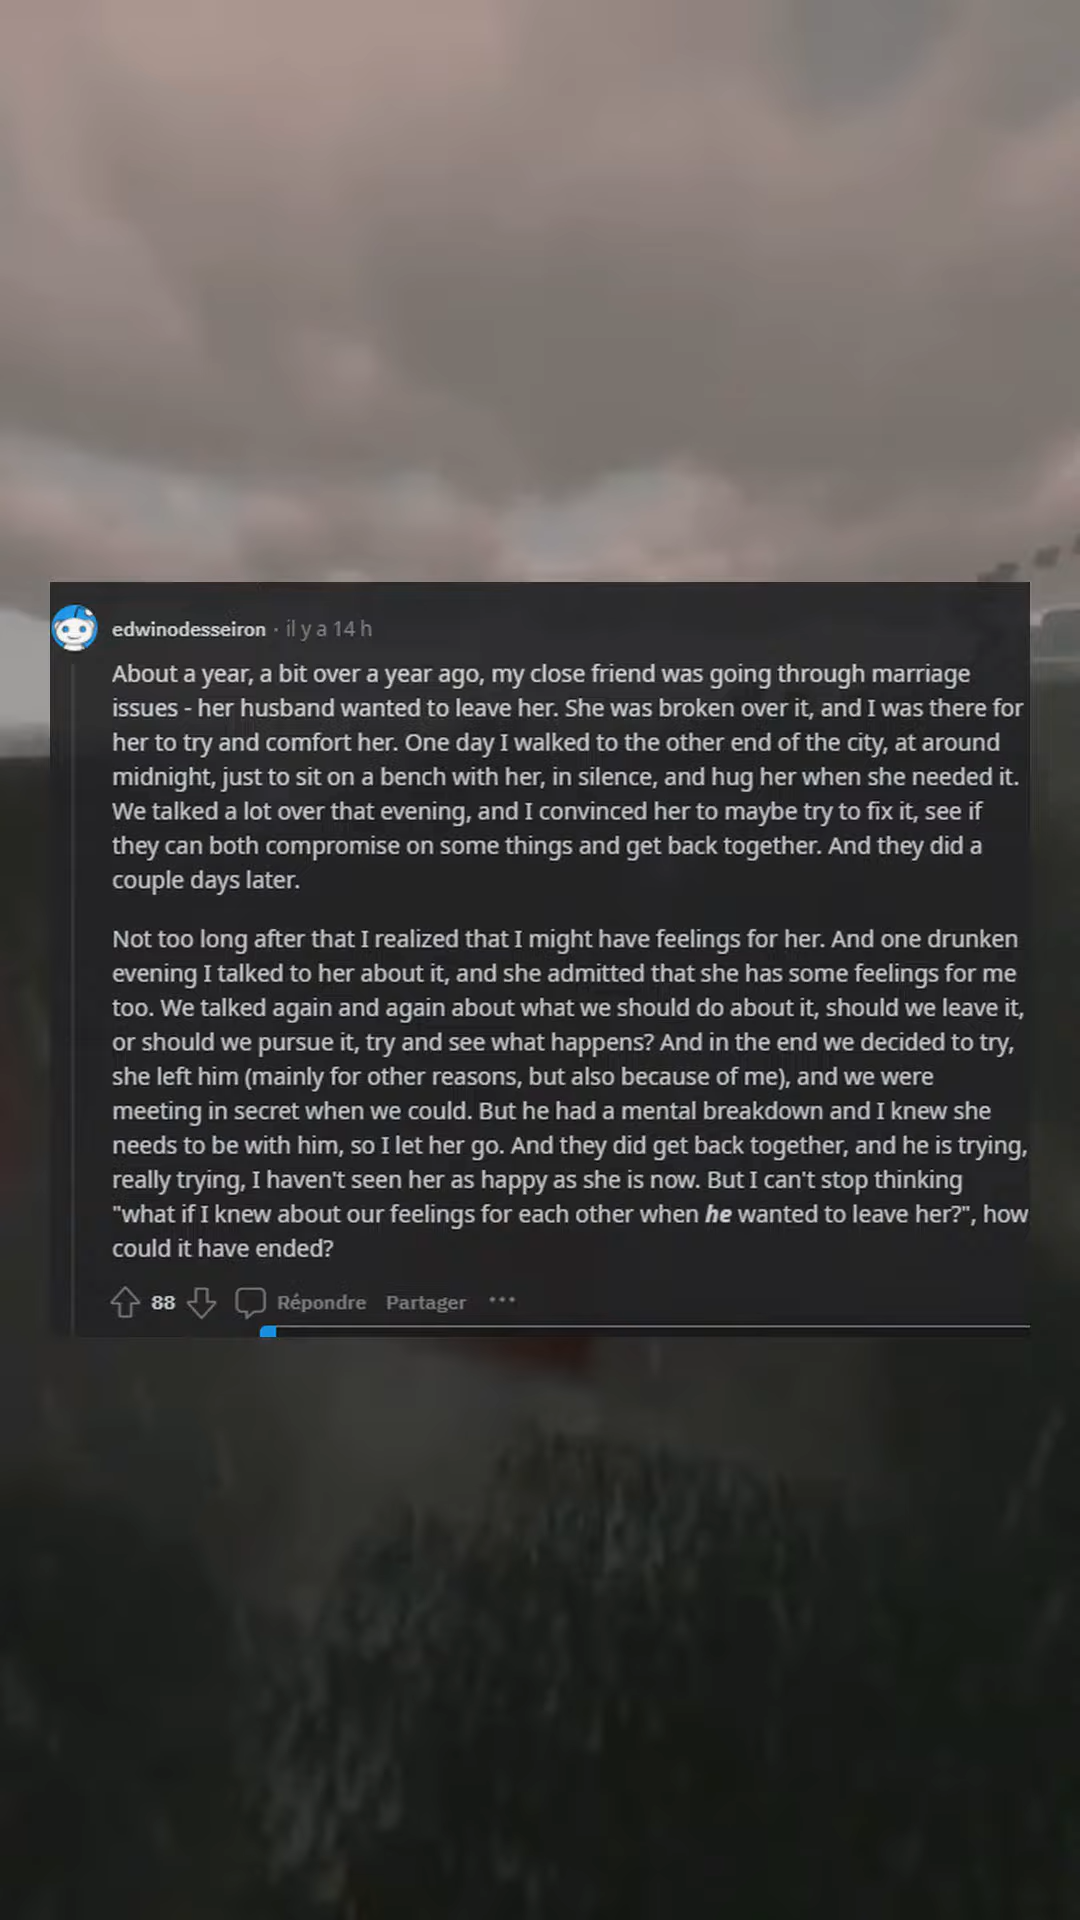 edwinodesseiron · il y a 14 h
About a year, a bit over a year ago, my close friend was going through marriage
issues - her husband wanted to leave her. She was broken over it, and I was there for
her to try and comfort her. One day I walked to the other end of the city, at around
midnight, just to sit on a bench with her, in silence, and hug her when she needed it.
We talked a lot over that evening, and I convinced her to maybe try to fix it, see if
they can both compromise on some things and get back together. And they did a
couple days later.
Not too long after that I realized that I might have feelings for her. And one drunken
evening I talked to her about it, and she admitted that she has some feelings for me
too. We talked again and again about what we should do about it, should we leave it,
or should we pursue it, try and see what happens? And in the end we decided to try,
she left him (mainly for other reasons, but also because of me), and we were
meeting in secret when we could. But he had a mental breakdown and I knew she
needs to be with him, so I let her go. And they did get back together, and he is trying,
really trying, I haven't seen her as happy as she is now. But I can't stop thinking
"what if I knew about our feelings for each other when he wanted to leave her?", how
could it have ended?
88 Répondre Partager ···